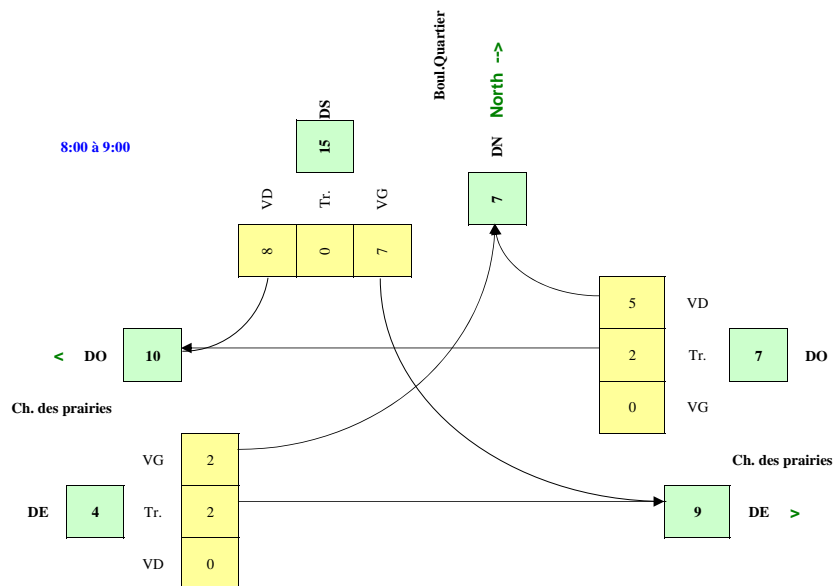 Boul.Quartier
North -->
DS
8:00 à 9:00
15
DN
VD Tr. VG
7
8 0 7
5 VD
< DO 10
2 Tr. 7 DO
Ch. des prairies
0 VG
VG 2
Ch. des prairies
DE 4 Tr. 2
9 DE >
VD 0